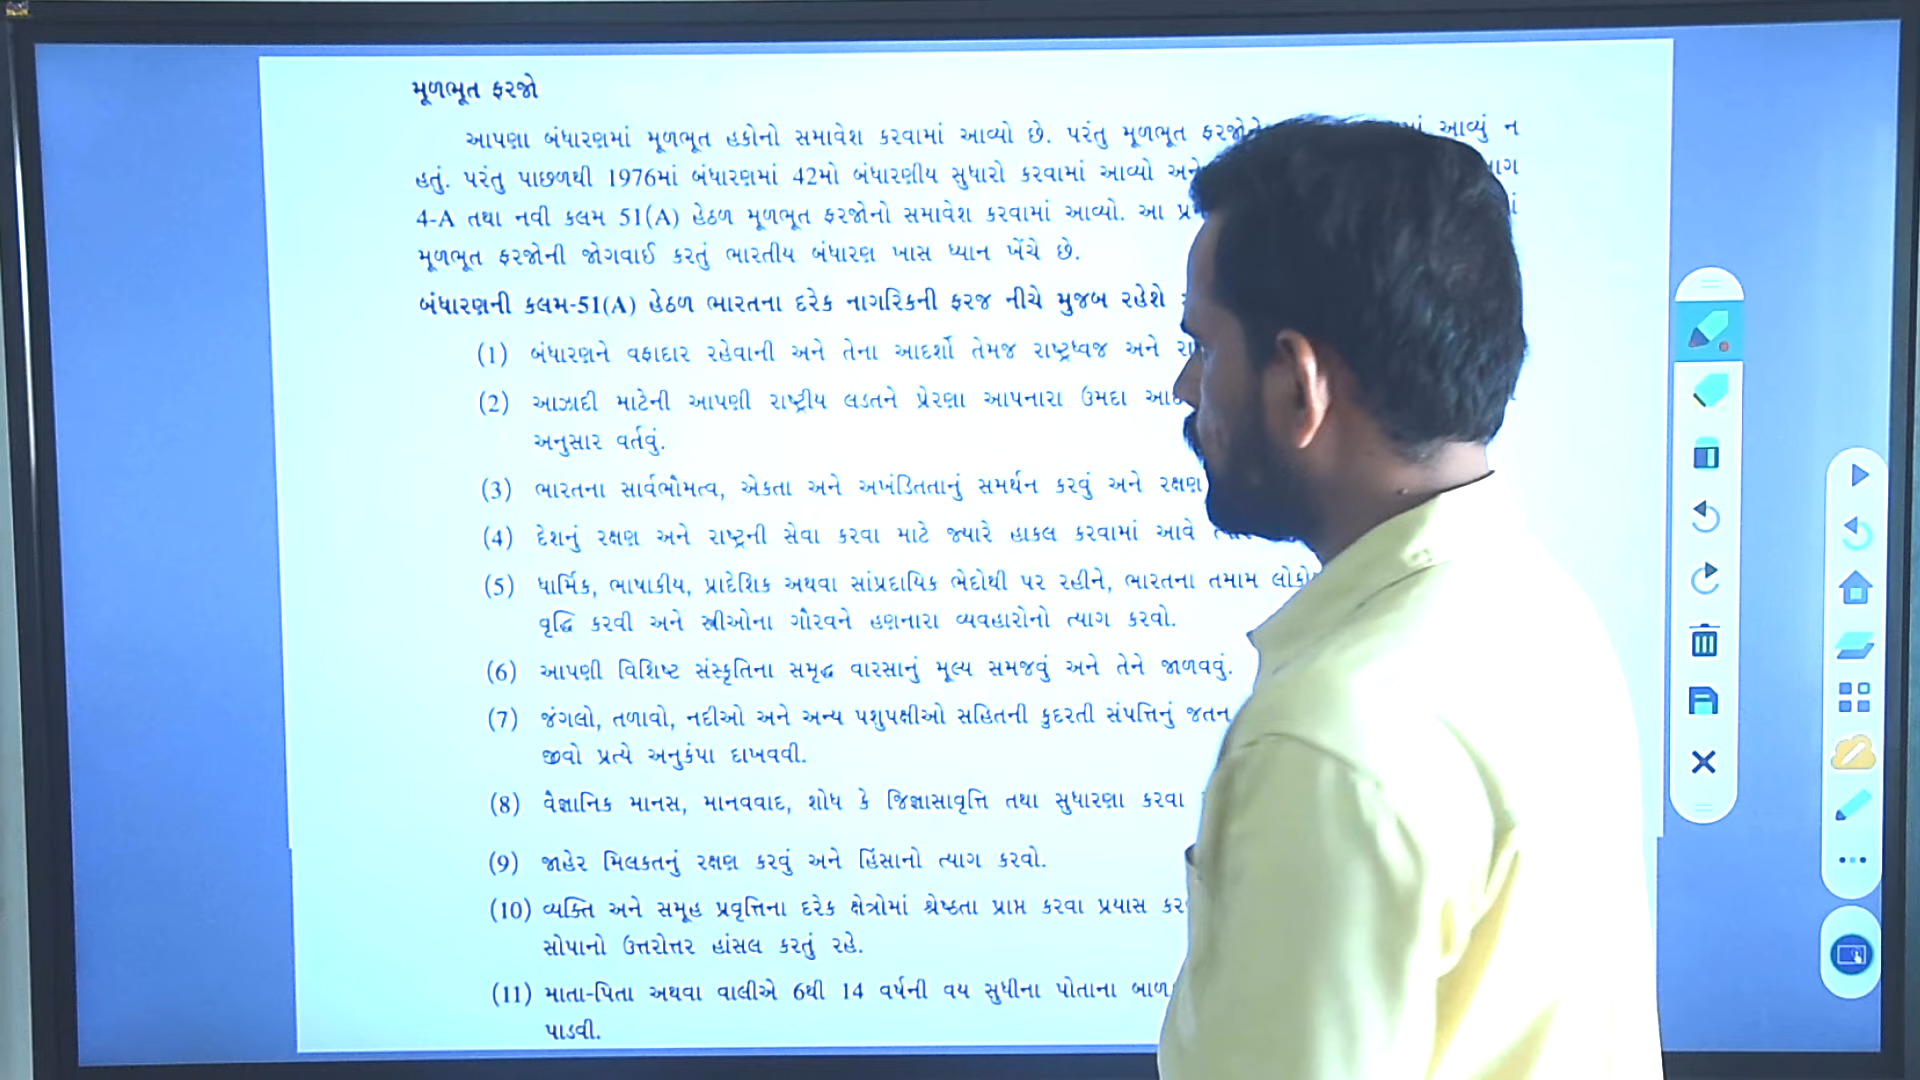 મૂળભૂત ફરજો
આપણા બંધારણમાં મૂળભૂત હકોનો સમાવેશ કરવામાં આવ્યો છે. પરંતુ મૂળભૂત આવ્યું ન
હતું. પરંતુ પાછળથી 1976માં બંધારણમાં 42મો બંધારણીય સુધારો કરવામાં આવ્યો
4-A તથા નવી કલમ 51(A) હેઠળ મૂળભૂત ફરજોનો સમાવેશ કરવામાં આવ્યો. આ
મૂળભૂત ફરજોની જોગવાઈ કરતું ભારતીય બંધારણ ખાસ ધ્યાન ખેંચે છે.
બંધારણની કલમ-51(A) હેઠળ ભારતના દરેક નાગરિકની ફરજ નીચે મુજબ રહેશે
(1) બંધારણને વફાદાર રહેવાની અને તેના આદર્શો તેમજ રાષ્ટ્રધ્વજ અને
(2) આઝાદી માટેની આપણી રાષ્ટ્રીય લડતને પ્રેરણા આપનારા ઉમદા
અનુસાર વર્તવું.
(3) ભારતના સાર્વભૌમત્વ, એકતા અને અખંડિતતાનું સમર્થન કરવું અને રક્ષણ
(4) દેશનું રક્ષણ અને રાષ્ટ્રની સેવા કરવા માટે જ્યારે હાકલ કરવામાં આવે
(5) ધાર્મિક, ભાષાકીય, પ્રાદેશિક અથવા સાંપ્રદાયિક ભેદોથી પર રહીને, ભારતના તમામ
વૃદ્ધિ કરવી અને સ્ત્રીઓના ગૌરવને હણનારા વ્યવહારોનો ત્યાગ કરવો.
(6) આપણી વિશિષ્ટ સંસ્કૃતિના સમૃદ્ધ વારસાનું મૂલ્ય સમજવું અને તેને જાળવવું.
(7) જંગલો, તળાવો, નદીઓ અને અન્ય પશુપક્ષીઓ સહિતની કુદરતી સંપત્તિનું જતન
જીવો પ્રત્યે અનુકંપા દાખવવી.
(8) વૈજ્ઞાનિક માનસ, માનવવાદ, શોધ કે જિજ્ઞાસાવૃત્તિ તથા સુધારણા કરવા
(9) જાહેર મિલકતનું રક્ષણ કરવું અને હિંસાનો ત્યાગ કરવો.
(10) વ્યક્તિ અને સમૂહ પ્રવૃત્તિના દરેક ક્ષેત્રોમાં શ્રેષ્ઠતા પ્રાપ્ત કરવા પ્રયાસ
સોપાનો ઉત્તરોત્તર હાંસલ કરતું રહે.
(11) માતા-પિતા અથવા વાલીએ 6થી 14 વર્ષની વય સુધીના પોતાના
પાડવી.